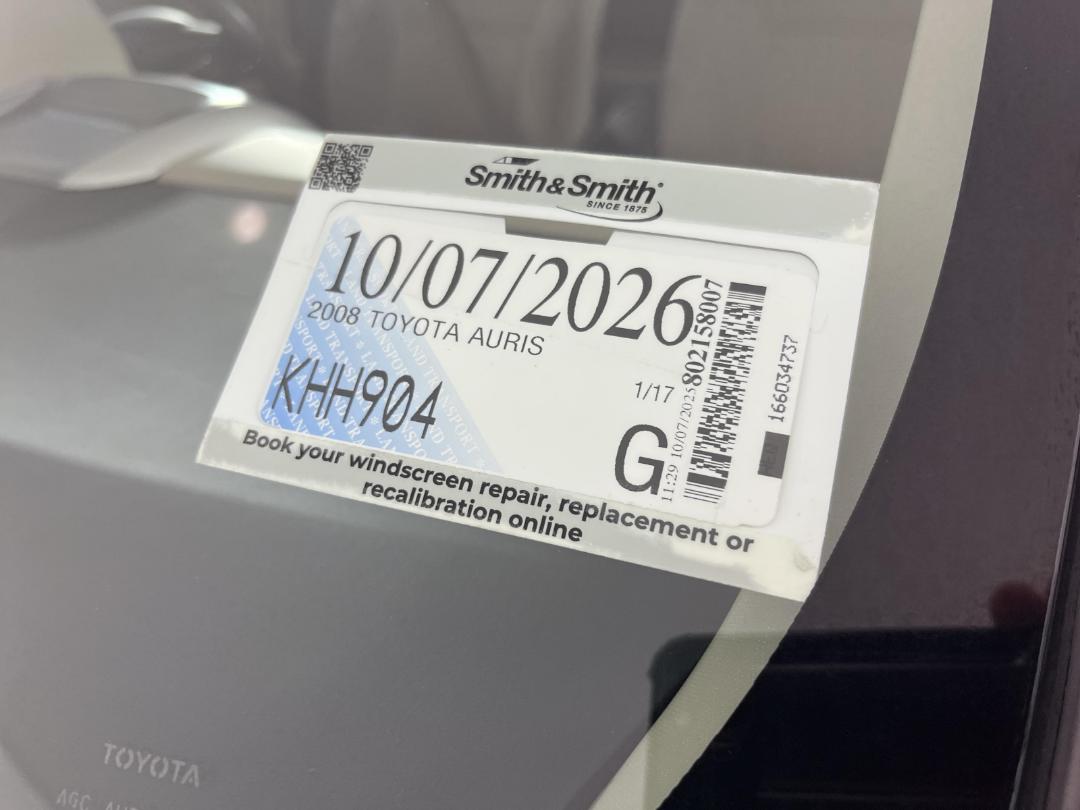 Smith&Smith®
SINCE 1875
10/07/2026
2008 TOYOTA AURIS
KHH904
1/17
G
11:29 10/07/2025
802158007
166034737
Book your windscreen repair, replacement or
recalibration online
TOYOTA
AGC